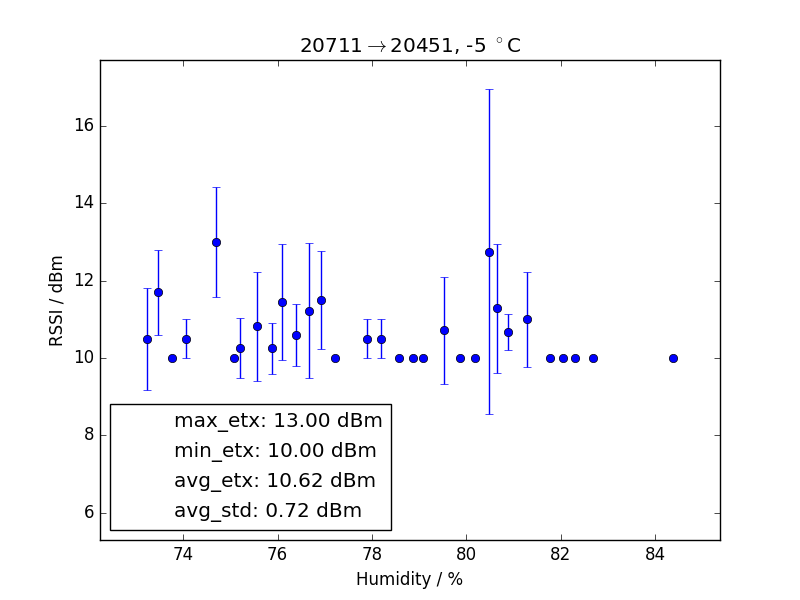 20711→20451, -5 °C
RSSI / dBm
16
14
12
10
8
6
max_etx: 13.00 dBm
min_etx: 10.00 dBm
avg_etx: 10.62 dBm
avg_std: 0.72 dBm
74 76 78 80 82 84
Humidity / %